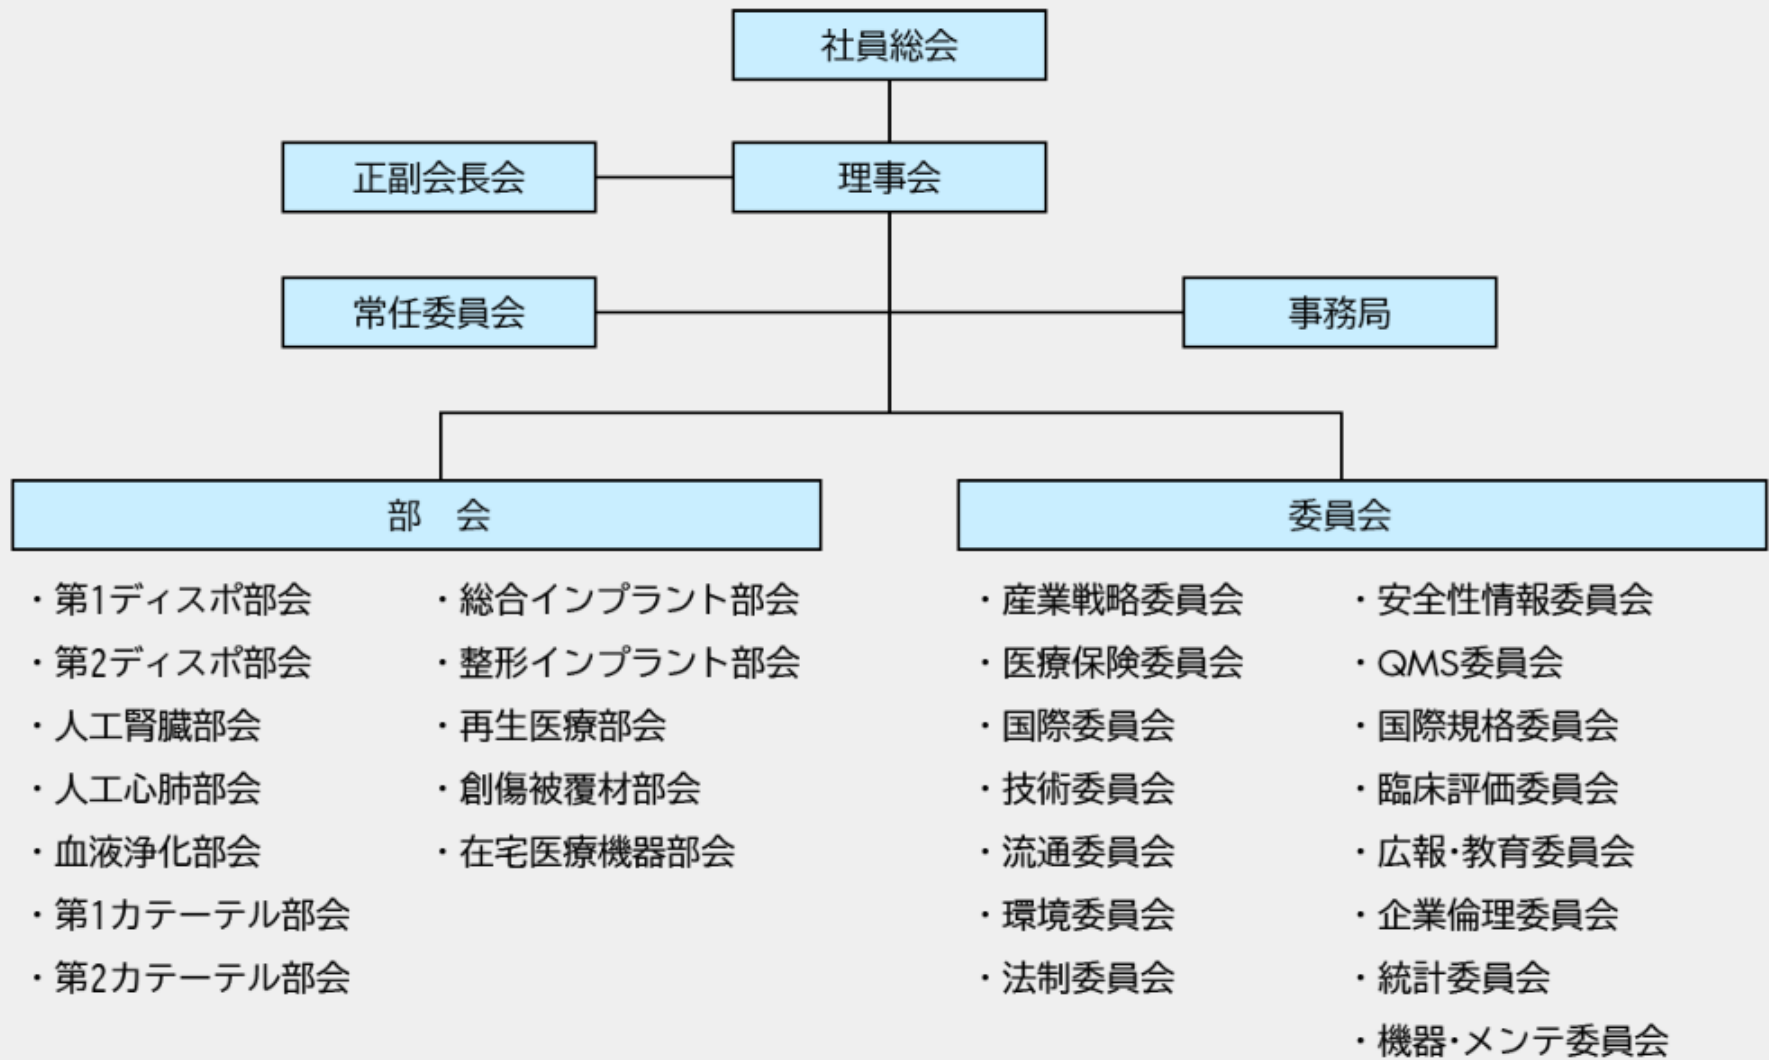 社員総会
正副会長会
理事会
常任委員会
事務局
部　会
・第1ディスポ部会
・第2ディスポ部会
・人工腎臓部会
・人工心肺部会
・血液浄化部会
・第1カテーテル部会
・第2カテーテル部会
・総合インプラント部会
・整形インプラント部会
・再生医療部会
・創傷被覆材部会
・在宅医療機器部会
委員会
・産業戦略委員会
・医療保険委員会
・国際委員会
・技術委員会
・流通委員会
・環境委員会
・法制委員会
・安全性情報委員会
・QMS委員会
・国際規格委員会
・臨床評価委員会
・広報・教育委員会
・企業倫理委員会
・統計委員会
・機器・メンテ委員会